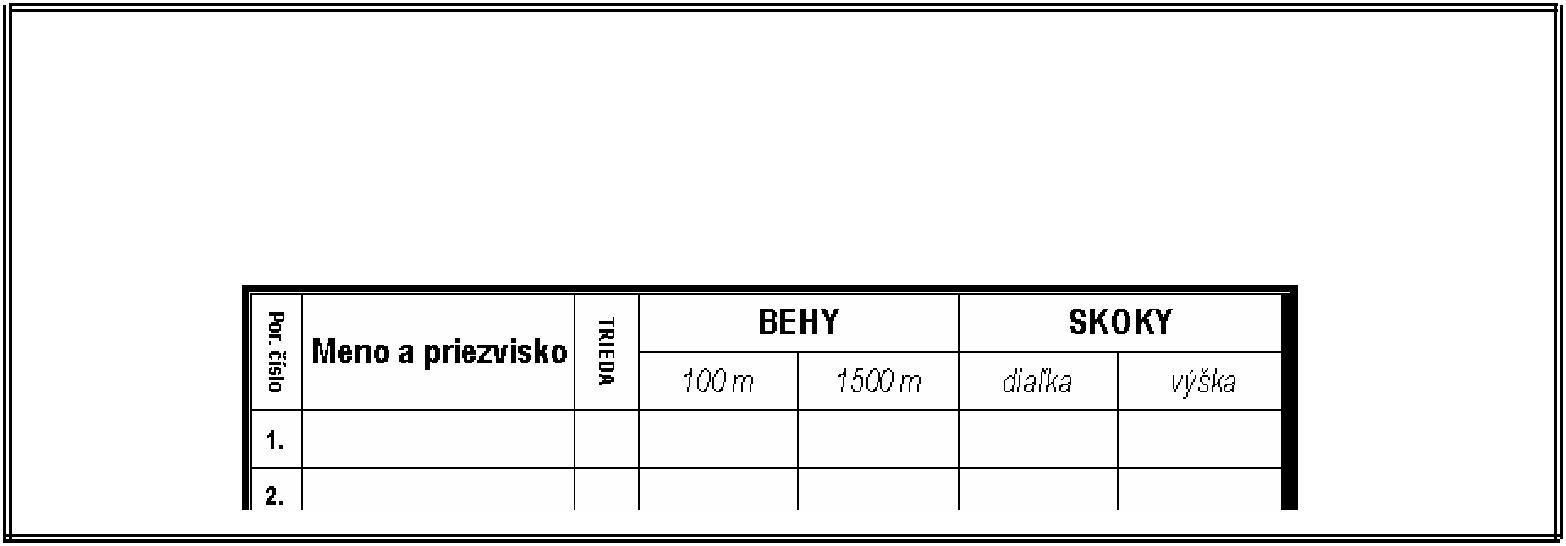 Por. číslo
Meno a priezvisko
TRIEDA
BEHY
SKOKY
100 m
1500 m
diaľka
výška
1.
2.